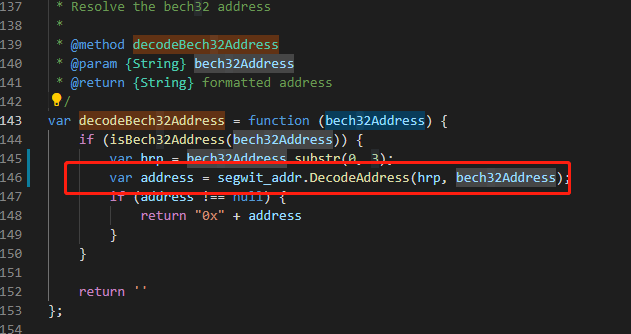 137 * Resolve the bech32 address
138 *
139 * @method decodeBech32Address
140 * @param {String} bech32Address
141 * @return {String} formatted address
142 */
143 var decodeBech32Address = function (bech32Address) {
144 if (isBech32Address(bech32Address)) {
145 var hrp = bech32Address.substr(0, 3);
146 var address = segwit_addr.DecodeAddress(hrp, bech32Address);
147 if (address !== null) {
148 return "0x" + address
149 }
150 }
151
152 return ''
153 };
154